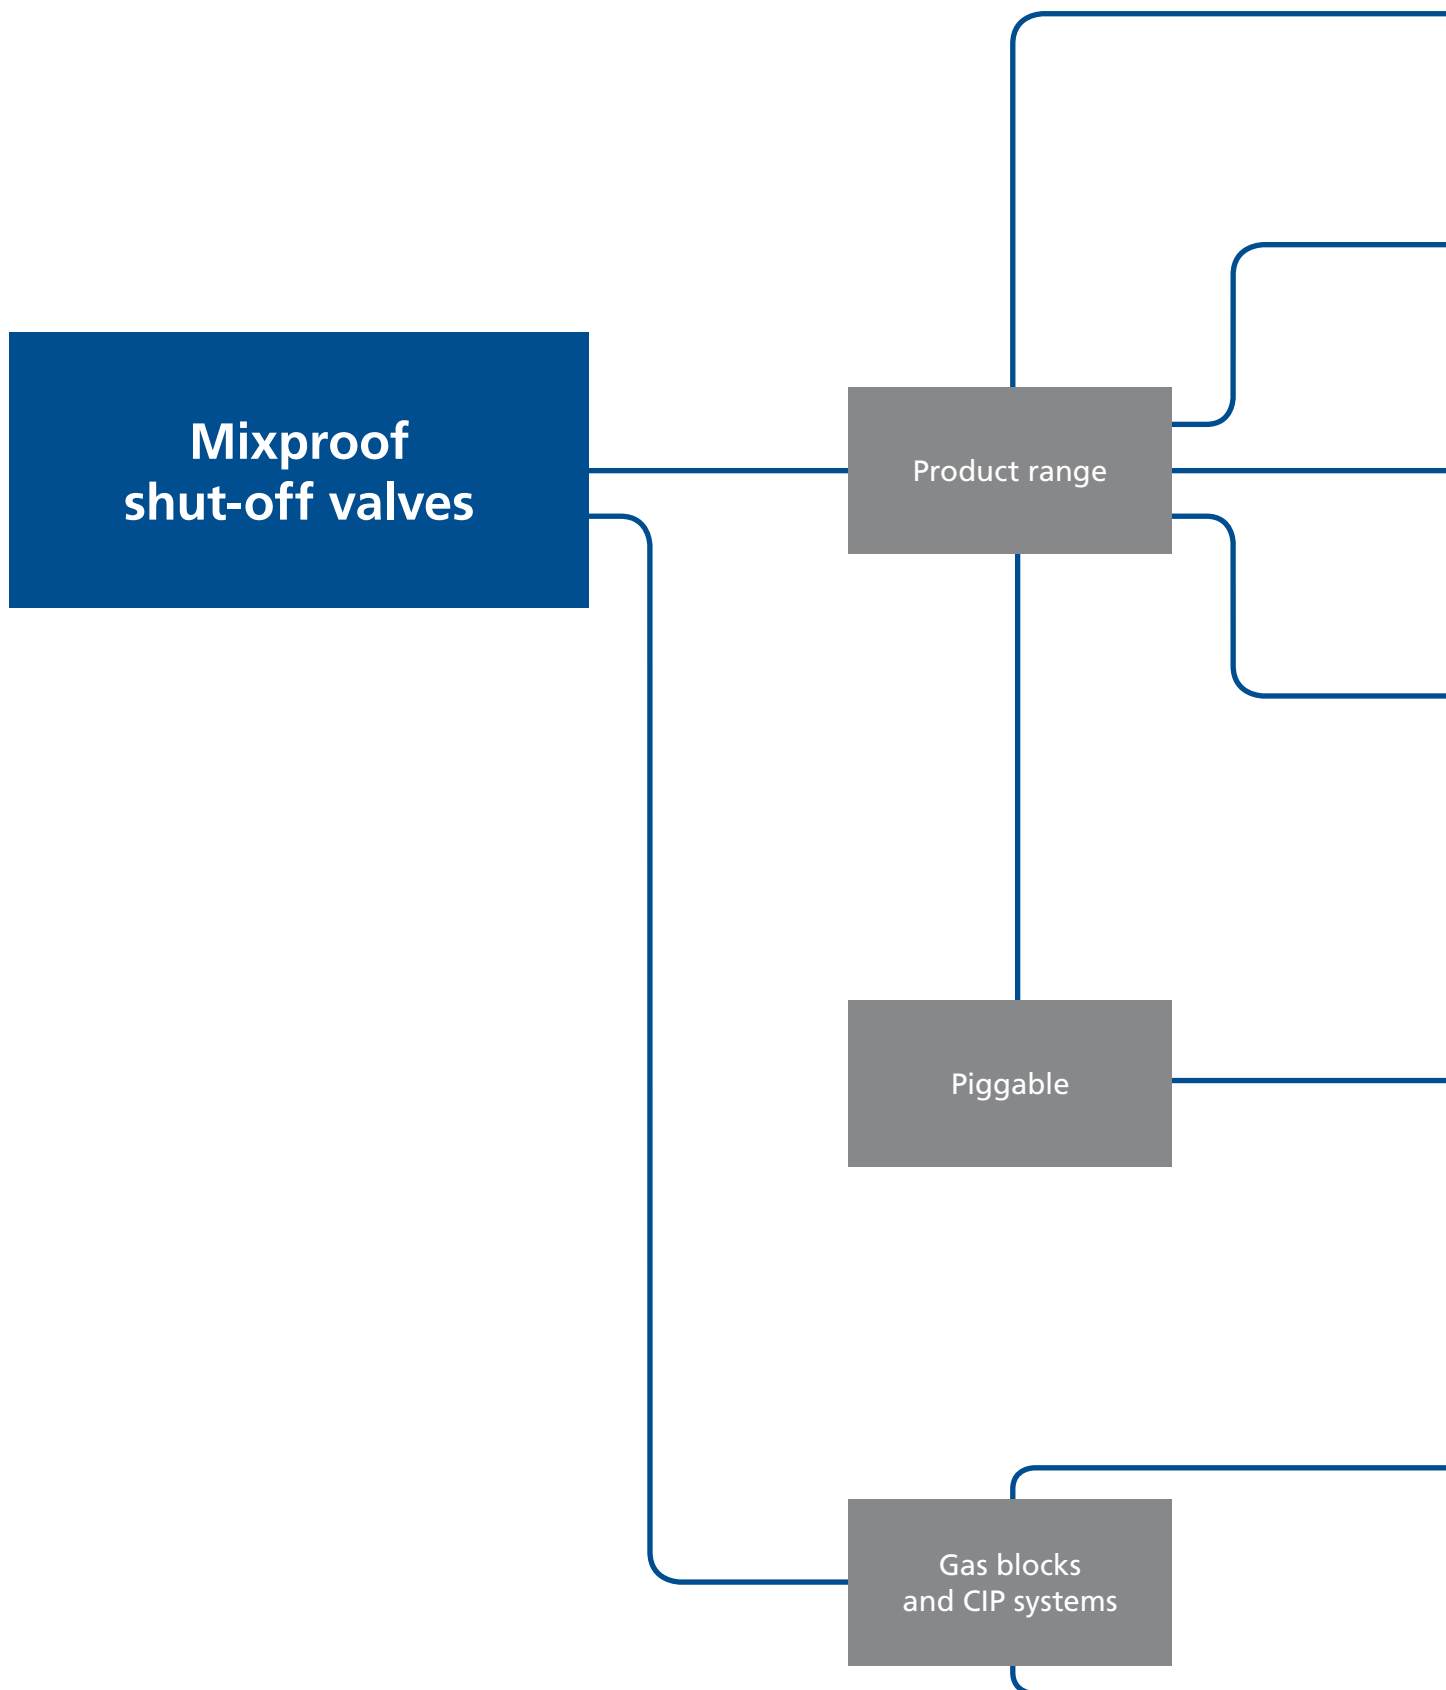 Mixproof
shut-off valves
Product range
Piggable
Gas blocks
and CIP systems